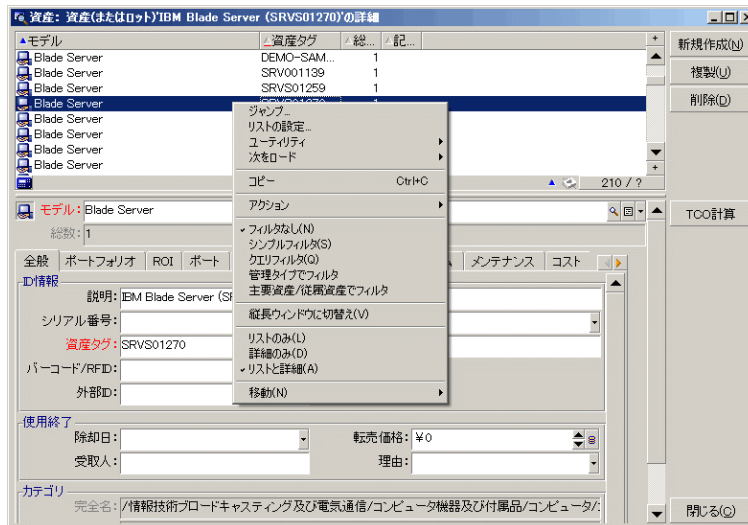 資産: 資産(またはロット)'IBM Blade Server (SRVS01270)'の詳細
モデル 資産タグ 総... 記...
Blade Server DEMO-SAM... 1
Blade Server SRV001139 1
Blade Server SRVS01259 1
Blade Server SRVS01270 1
Blade Server
Blade Server
Blade Server
Blade Server
210 / ?
新規作成(N)
複製(U)
削除(D)
ジャンプ...
リストの設定...
ユーティリティ
次をロード
コピー Ctrl+C
アクション
フィルタなし(N)
シンプルフィルタ(S)
クエリフィルタ(Q)
管理タイプでフィルタ
主要資産/従属資産でフィルタ
縦長ウィンドウに切替え(V)
リストのみ(L)
詳細のみ(D)
リストと詳細(A)
移動(N)
モデル: Blade Server
総数: 1
TCO計算
全般 ポートフォリオ ROI ポート メンテナンス コスト
ID情報
説明: IBM Blade Server (S
シリアル番号:
資産タグ: SRVS01270
バーコード/RFID:
外部ID:
使用終了
除却日: 転売価格: ¥0
受取人: 理由:
カテゴリ
完全名: /情報技術ブロードキャスティング及び電気通信/コンピュータ機器及び付属品/コンピュータ/
閉じる(C)